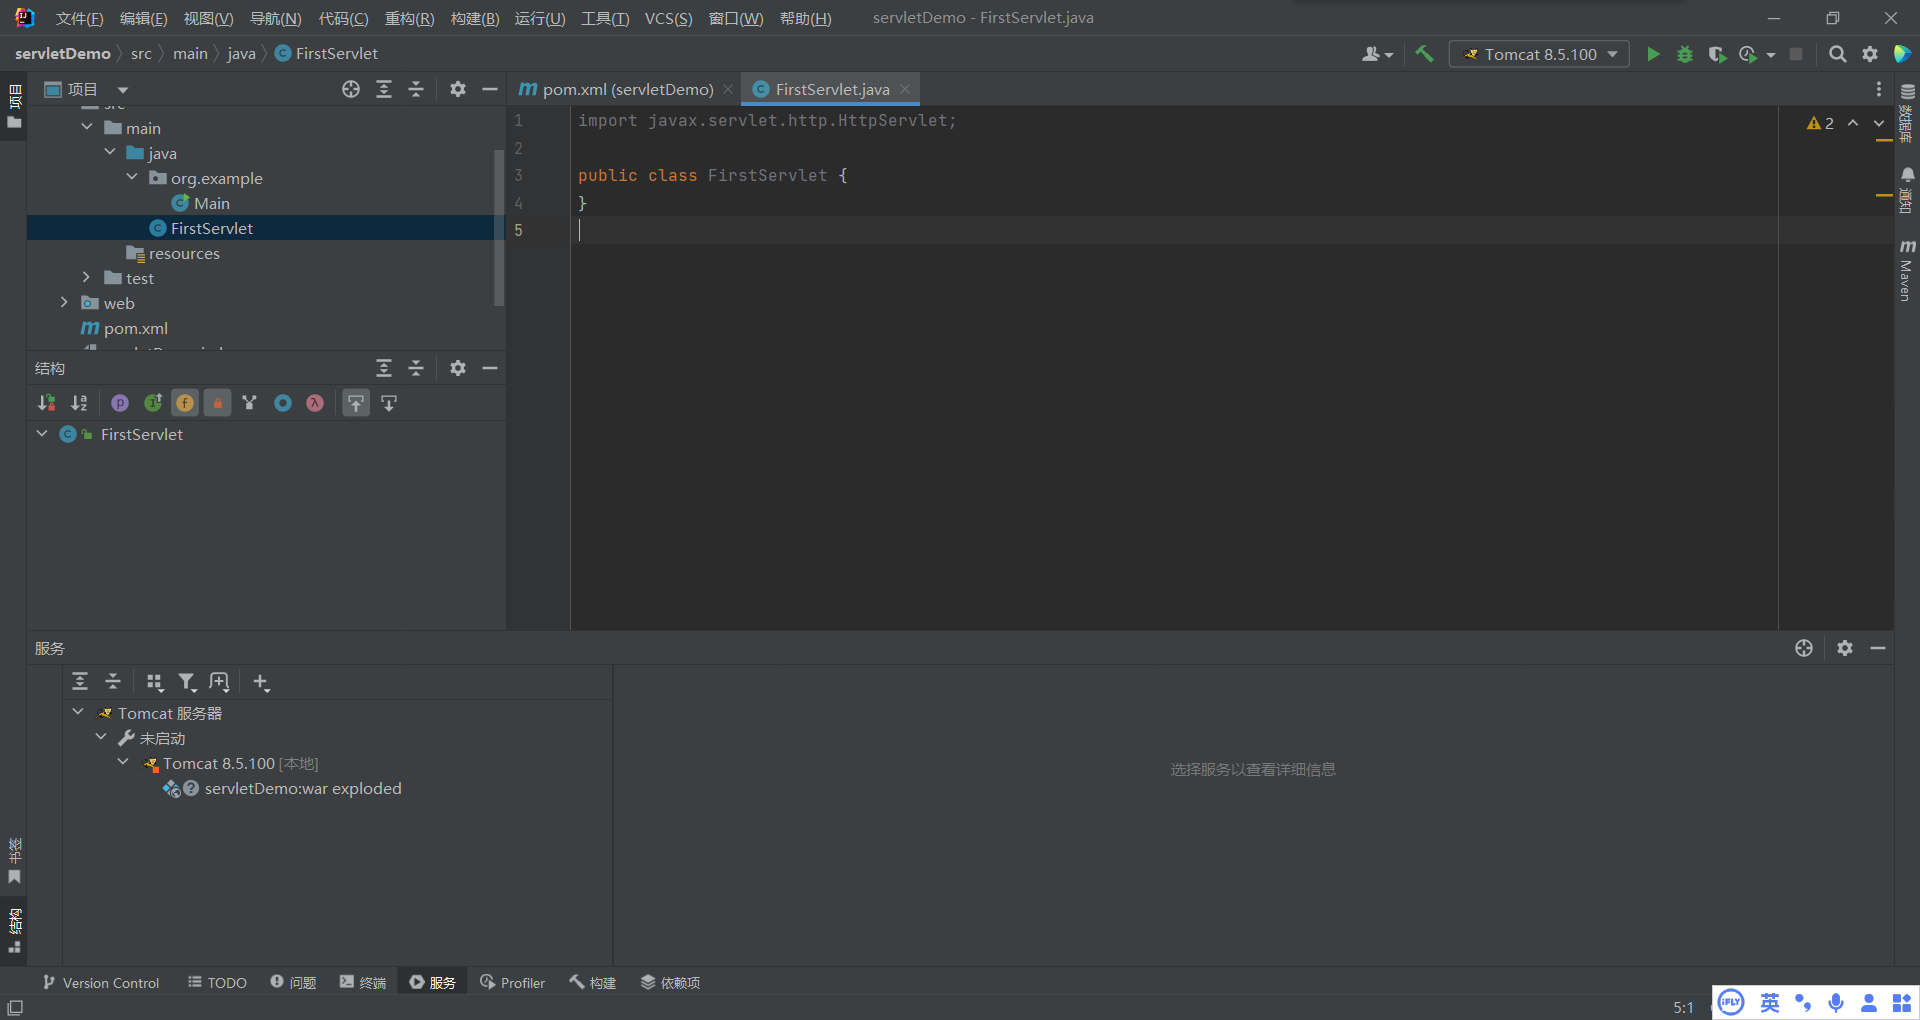 文件(F) 编辑(E) 视图(V) 导航(N) 代码(C) 重构(R) 构建(B) 运行(U) 工具(T) VCS(S) 窗口(W) 帮助(H) servletDemo - FirstServlet.java
servletDemo src main java FirstServlet
Tomcat 8.5.100
项目
项目
src
main
java
org.example
Main
FirstServlet
resources
test
web
pom.xml
pom.xml (servletDemo) FirstServlet.java
1 import javax.servlet.http.HttpServlet;
2
3 public class FirstServlet {
4 }
5
2
数据库
通知
Maven
结构
FirstServlet
服务
Tomcat 服务器
未启动
Tomcat 8.5.100 [本地]
servletDemo:war exploded
选择服务以查看详细信息
书签
结构
Version Control TODO 问题 终端 服务 Profiler 构建 依赖项
5:1
iFLY 英